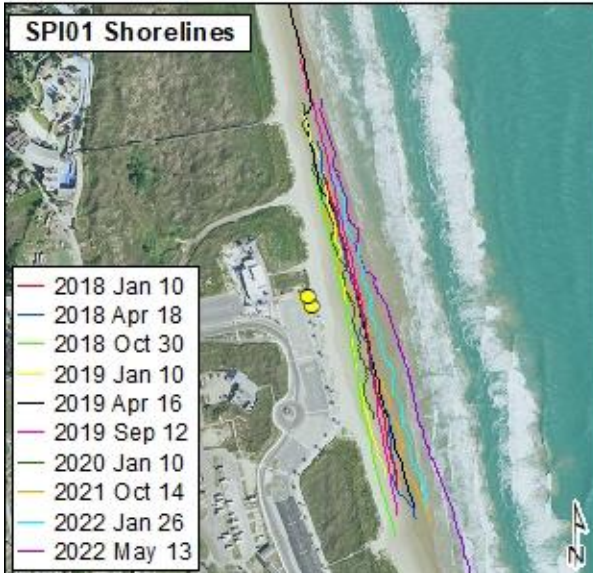 SPI01 Shorelines
2018 Jan 10
2018 Apr 18
2018 Oct 30
2019 Jan 10
2019 Apr 16
2019 Sep 12
2020 Jan 10
2021 Oct 14
2022 Jan 26
2022 May 13
N